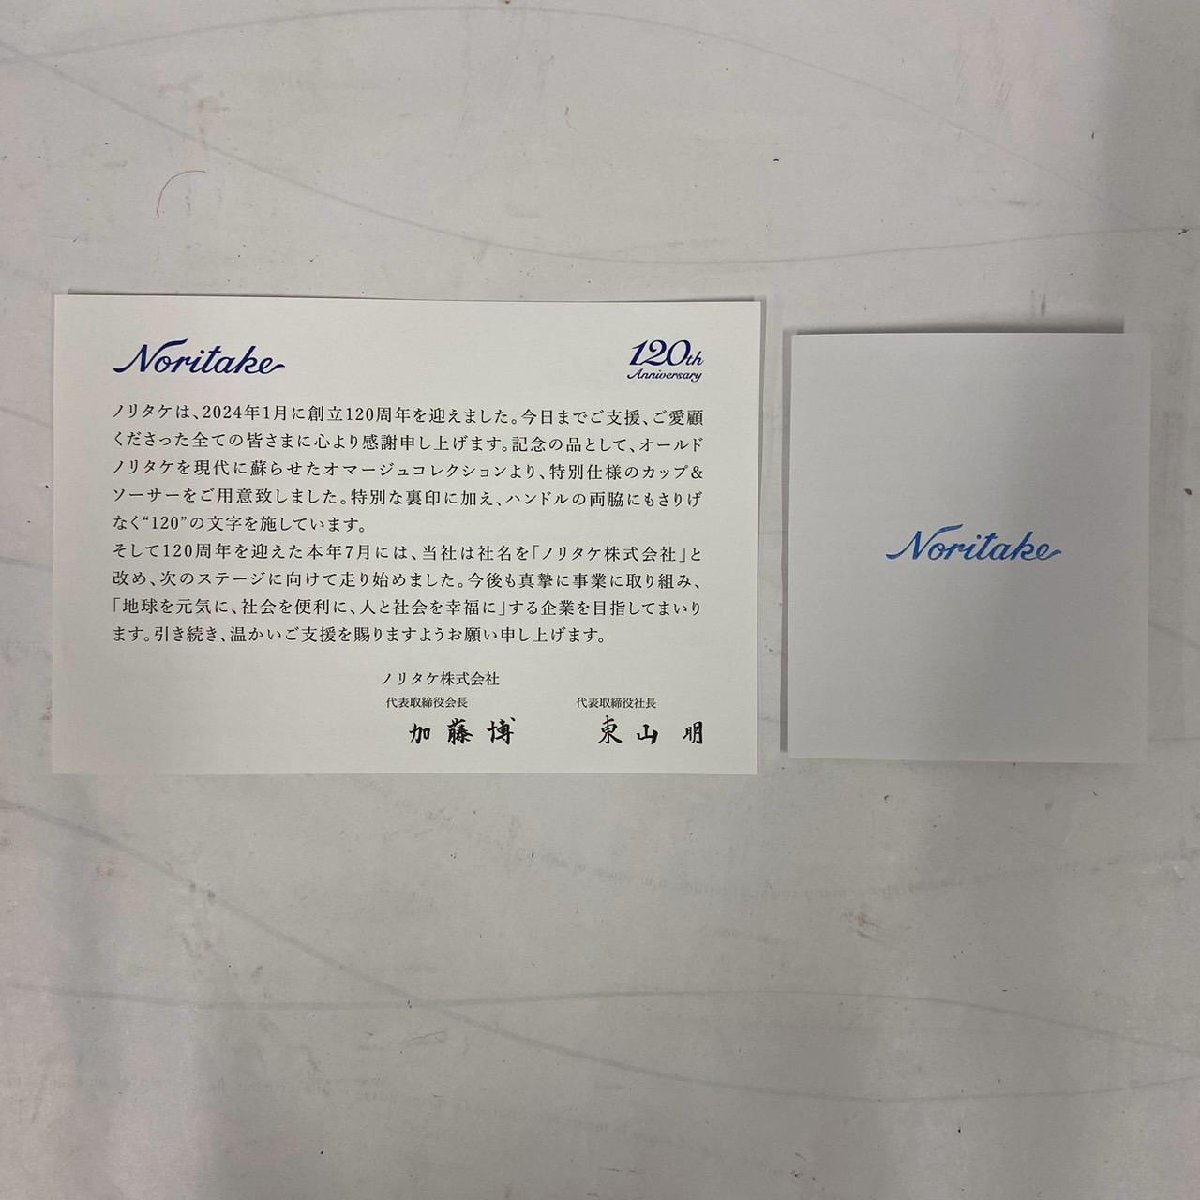 Noritake
120th
Anniversary
ノリタケは、2024年1月に創立120周年を迎えました。今日までご支援、ご愛顧
くださった全ての皆さまに心より感謝申し上げます。記念の品として、オールド
ノリタケを現代に蘇らせたオマージュコレクションより、特別仕様のカップ&
ソーサーをご用意致しました。特別な裏印に加え、ハンドルの両脇にもさりげ
なく“120”の文字を施しています。
そして120周年を迎えた本年7月には、当社は社名を「ノリタケ株式会社」と
改め、次のステージに向けて走り始めました。今後も真摯に事業に取り組み、
「地球を元気に、社会を便利に、人と社会を幸福に」する企業を目指してまいり
ます。引き続き、温かいご支援を賜りますようお願い申し上げます。
ノリタケ株式会社
代表取締役会長 代表取締役社長
加藤博 東山明
Noritake